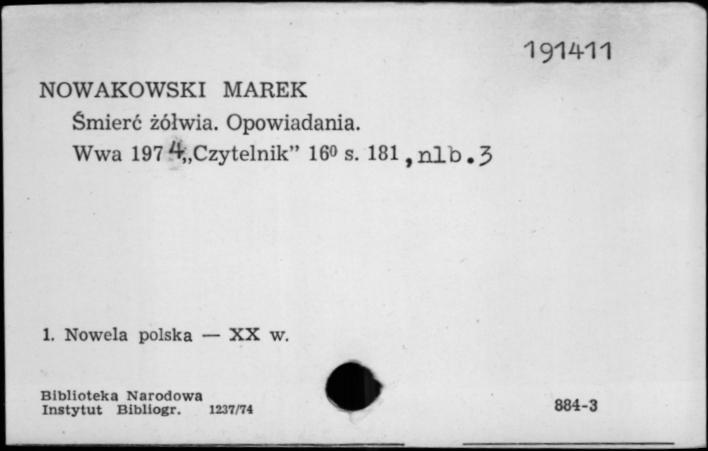 191411
NOWAKOWSKI MAREK
Śmierć żółwia. Opowiadania.
Wwa 1974, „Czytelnik” 16⁰ s. 181, nlb. 3
1. Nowela polska — XX w.
Biblioteka Narodowa
Instytut Bibliogr. 1237/74
884-3